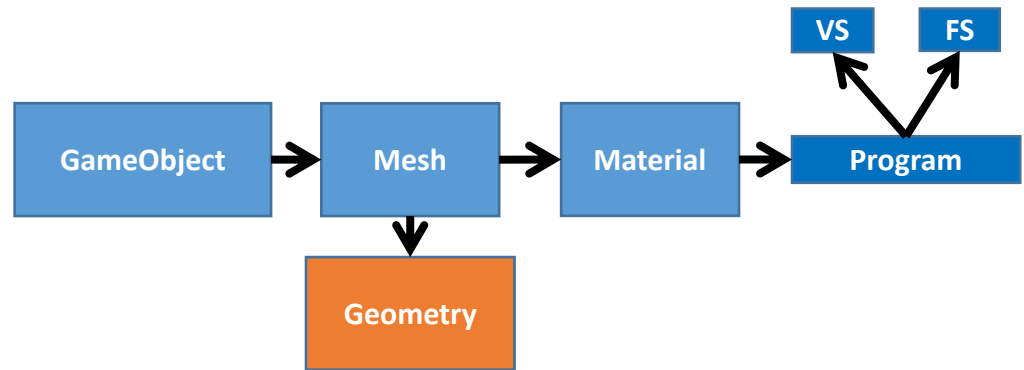 VS
FS
GameObject
Mesh
Material
Program
Geometry